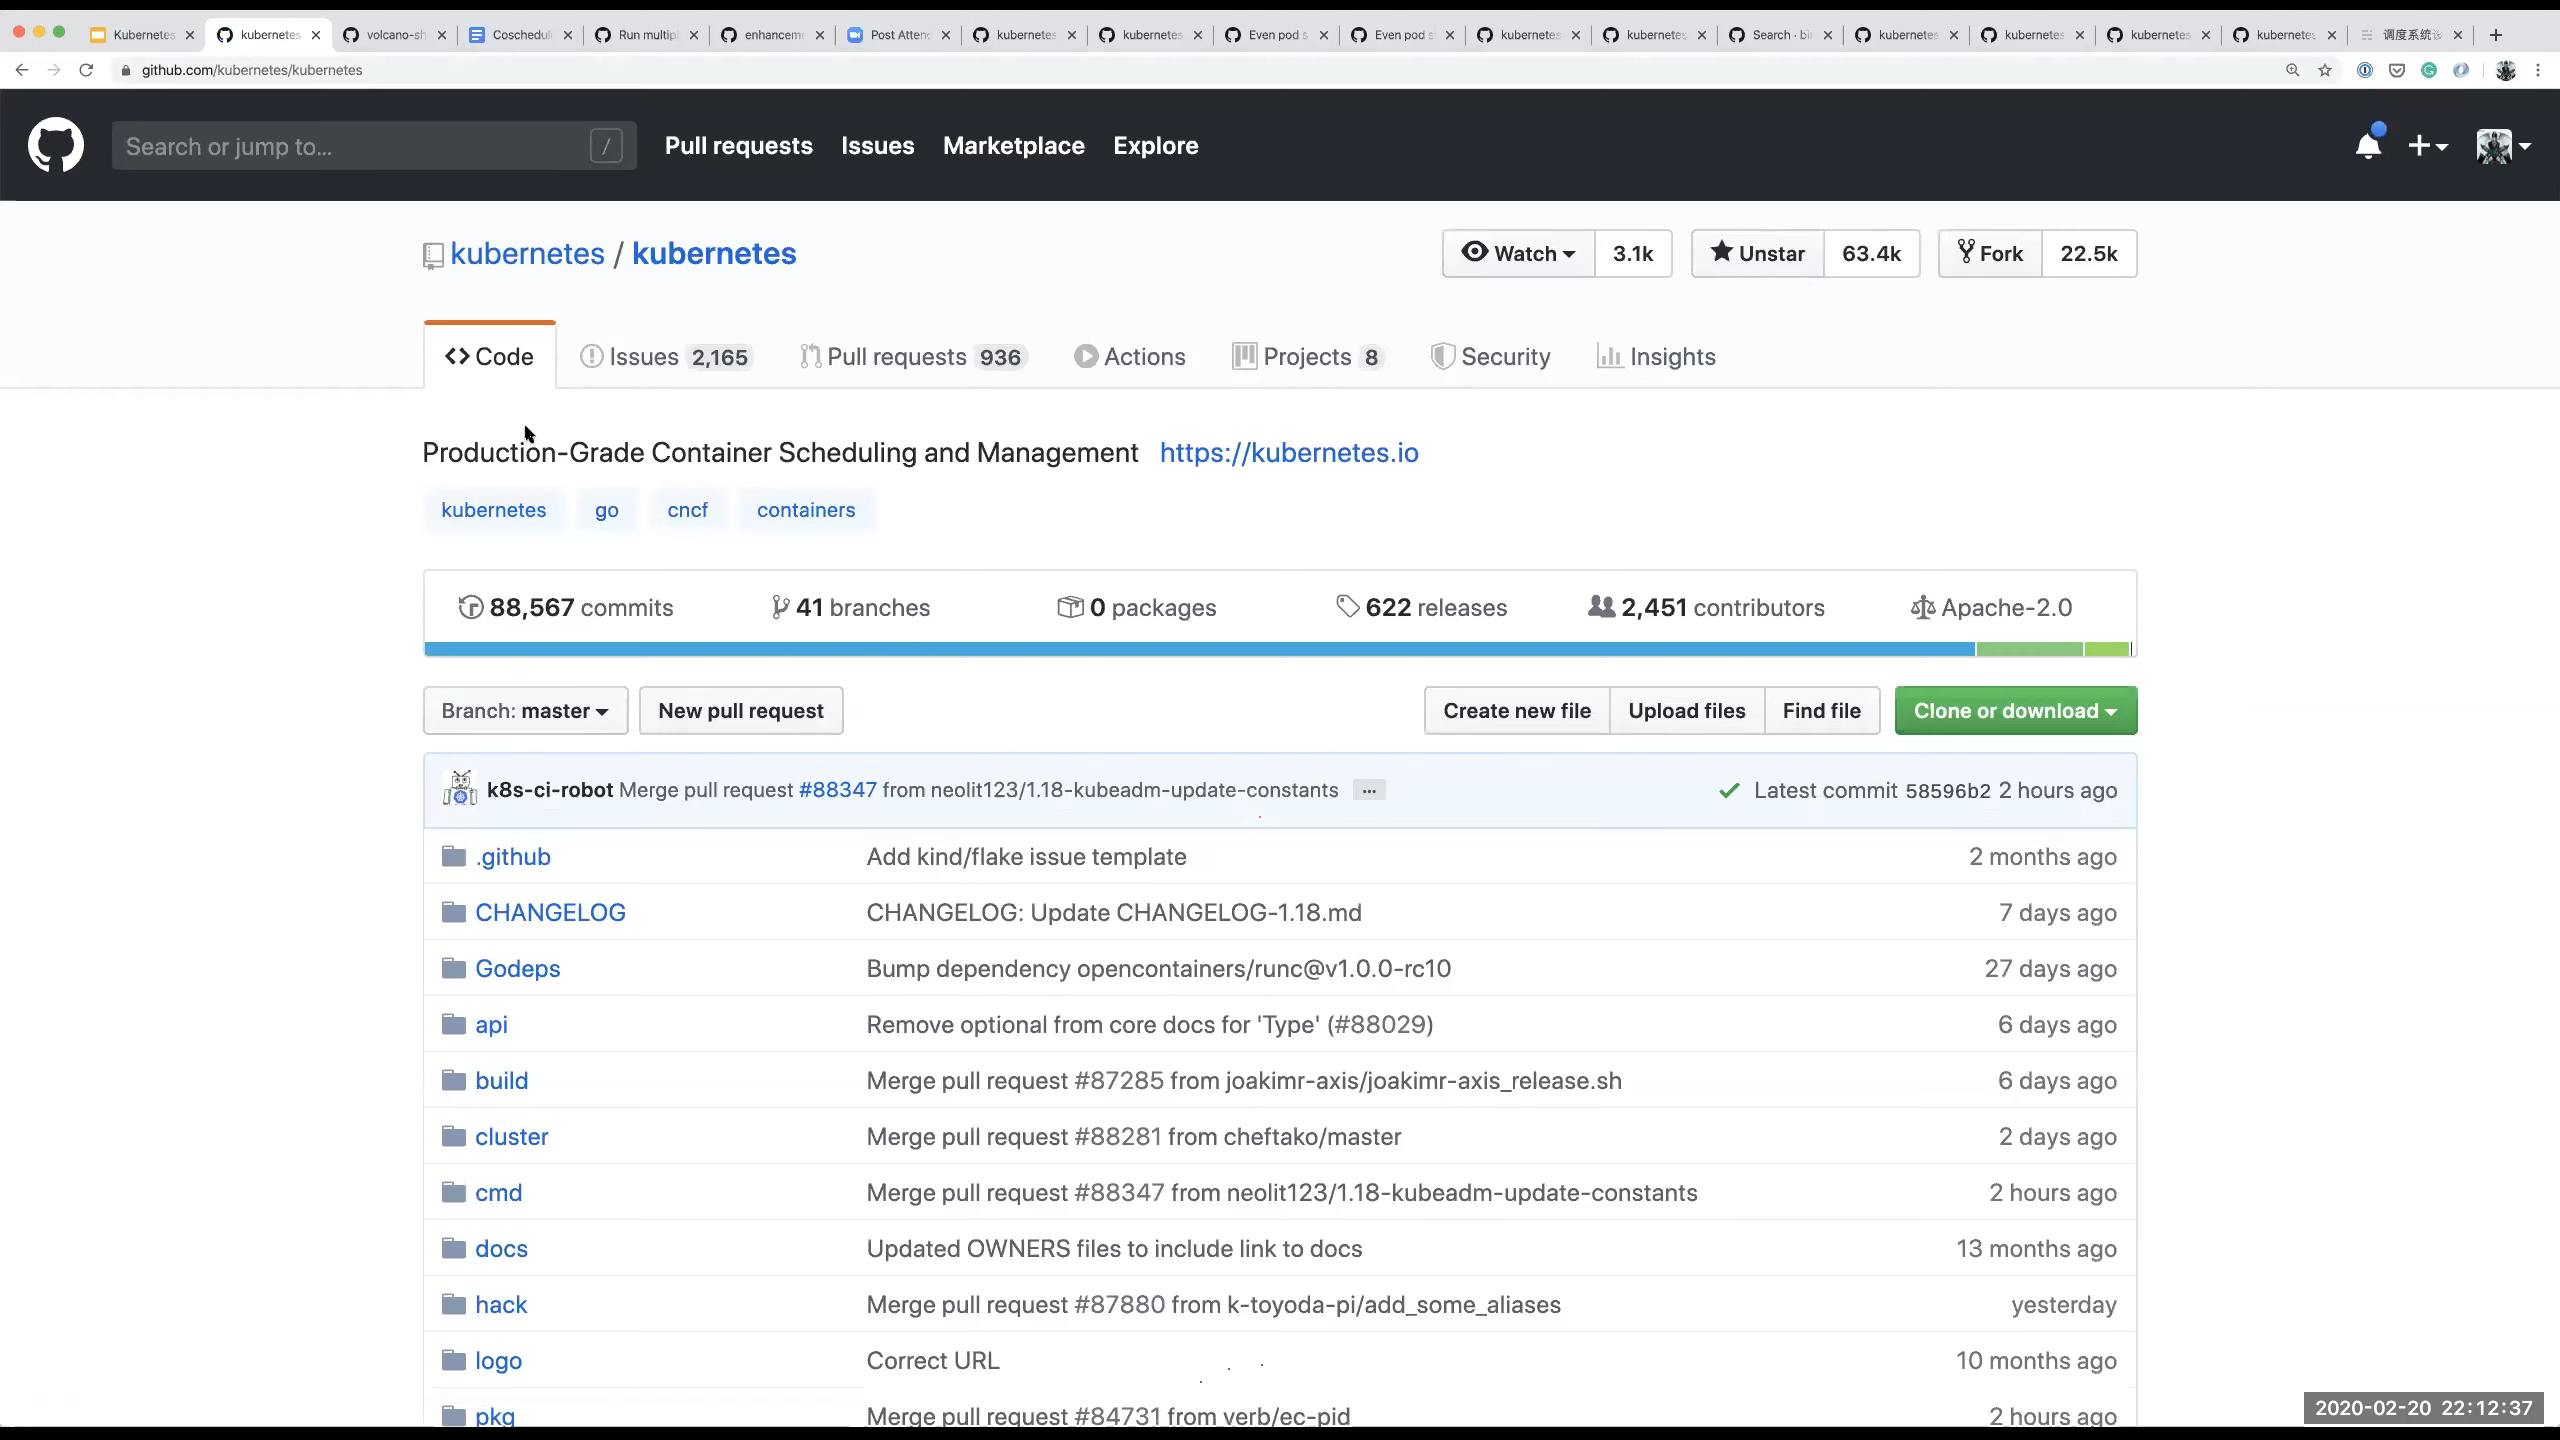 Kubernetes kubernetes volcano-sh Coschedul Run multip enhancem Post Atten kubernetes kubernetes Even pod s Even pod s kubernetes kubernetes Search · kubernetes kubernetes kubernetes kubernetes 调度系统
github.com/kubernetes/kubernetes
Search or jump to... / Pull requests Issues Marketplace Explore
kubernetes / kubernetes Watch 3.1k Unstar 63.4k Fork 22.5k
Code Issues 2,165 Pull requests 936 Actions Projects 8 Security Insights
Production-Grade Container Scheduling and Management https://kubernetes.io
kubernetes go cncf containers
88,567 commits 41 branches 0 packages 622 releases 2,451 contributors Apache-2.0
Branch: master New pull request Create new file Upload files Find file Clone or download
k8s-ci-robot Merge pull request #88347 from neolit123/1.18-kubeadm-update-constants ... Latest commit 58596b2 2 hours ago
.github Add kind/flake issue template 2 months ago
CHANGELOG CHANGELOG: Update CHANGELOG-1.18.md 7 days ago
Godeps Bump dependency opencontainers/runc@v1.0.0-rc10 27 days ago
api Remove optional from core docs for 'Type' (#88029) 6 days ago
build Merge pull request #87285 from joakimr-axis/joakimr-axis_release.sh 6 days ago
cluster Merge pull request #88281 from cheftako/master 2 days ago
cmd Merge pull request #88347 from neolit123/1.18-kubeadm-update-constants 2 hours ago
docs Updated OWNERS files to include link to docs 13 months ago
hack Merge pull request #87880 from k-toyoda-pi/add_some_aliases yesterday
logo Correct URL 10 months ago
pkg Merge pull request #84731 from verb/ec-pid 2 hours ago
2020-02-20 22:12:37